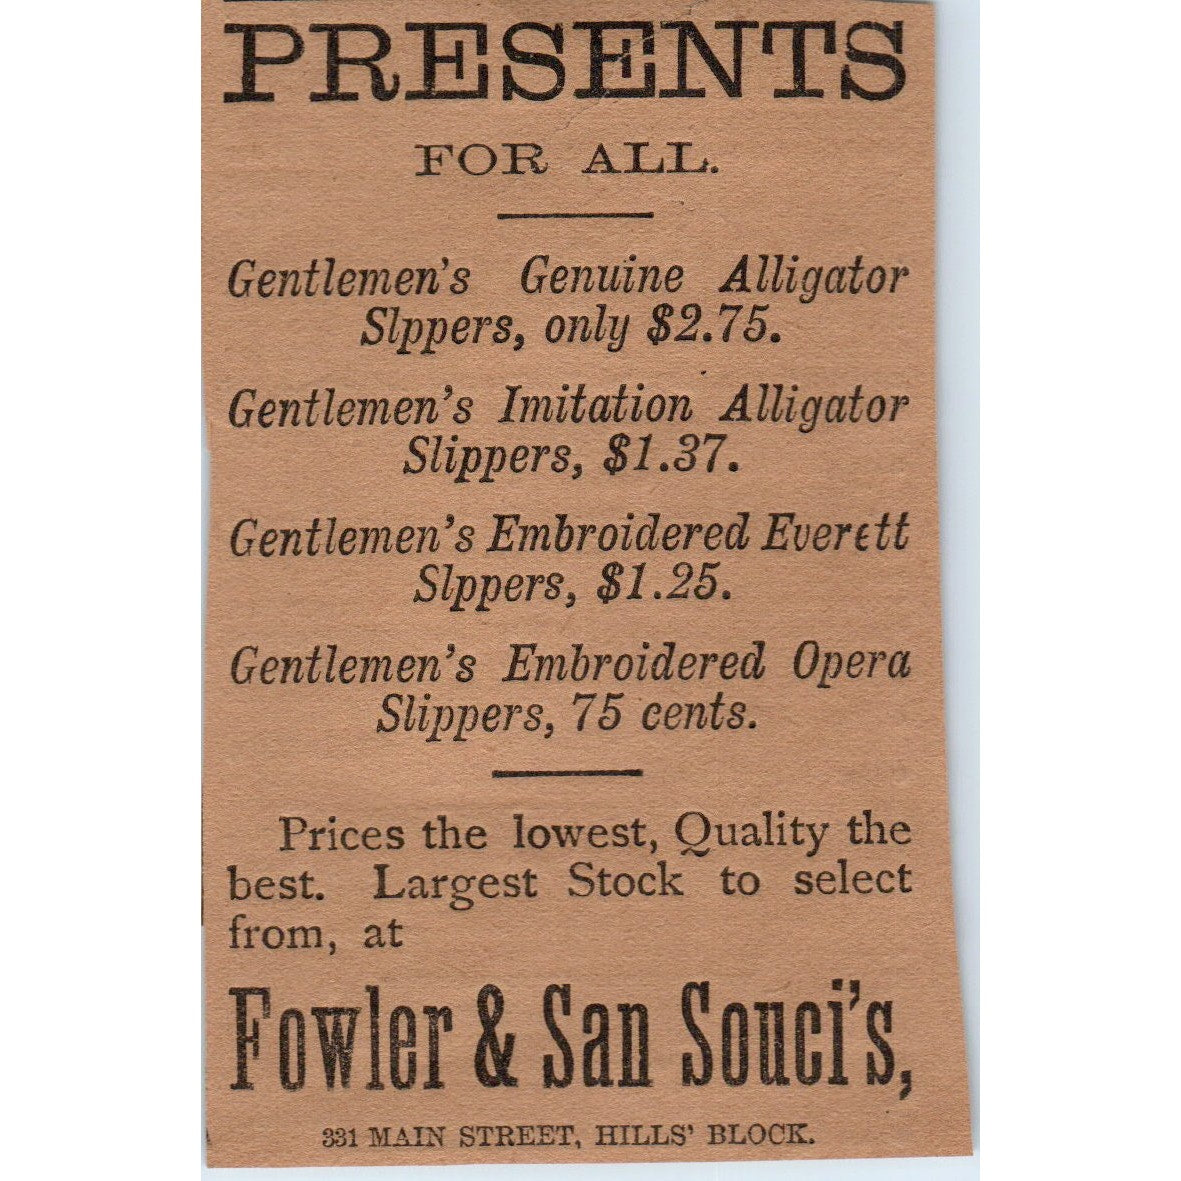 PRESENTS
FOR ALL.
Gentlemen's Genuine Alligator
Slppers, only $2.75.
Gentlemen's Imitation Alligator
Slippers, $1.37.
Gentlemen's Embroidered Everett
Slppers, $1.25.
Gentlemen's Embroidered Opera
Slippers, 75 cents.
Prices the lowest, Quality the
best. Largest Stock to select
from, at
Fowler & San Souci's,
331 MAIN STREET, HILLS' BLOCK.